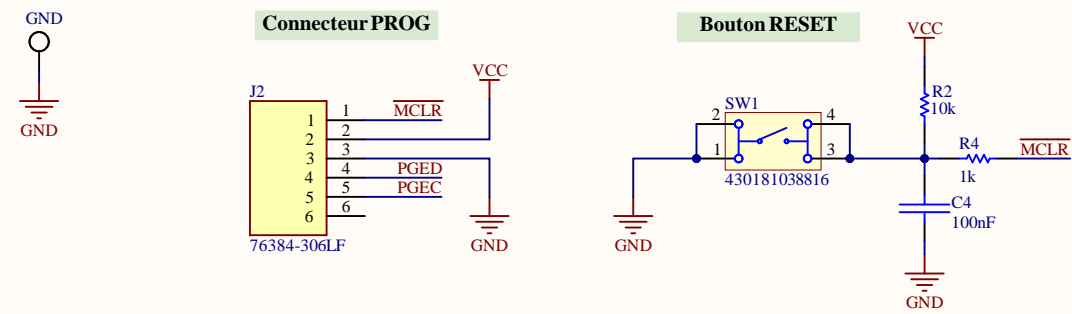 GND
GND
Connecteur PROG
VCC
J2
1 1 MCLR
2 2
3 3
4 4 PGED
5 5 PGEC
6 6
76384-306LF
GND
Bouton RESET
VCC
R2
10k
SW1
2 4
1 3
430181038816
R4
1k
MCLR
C4
100nF
GND
GND